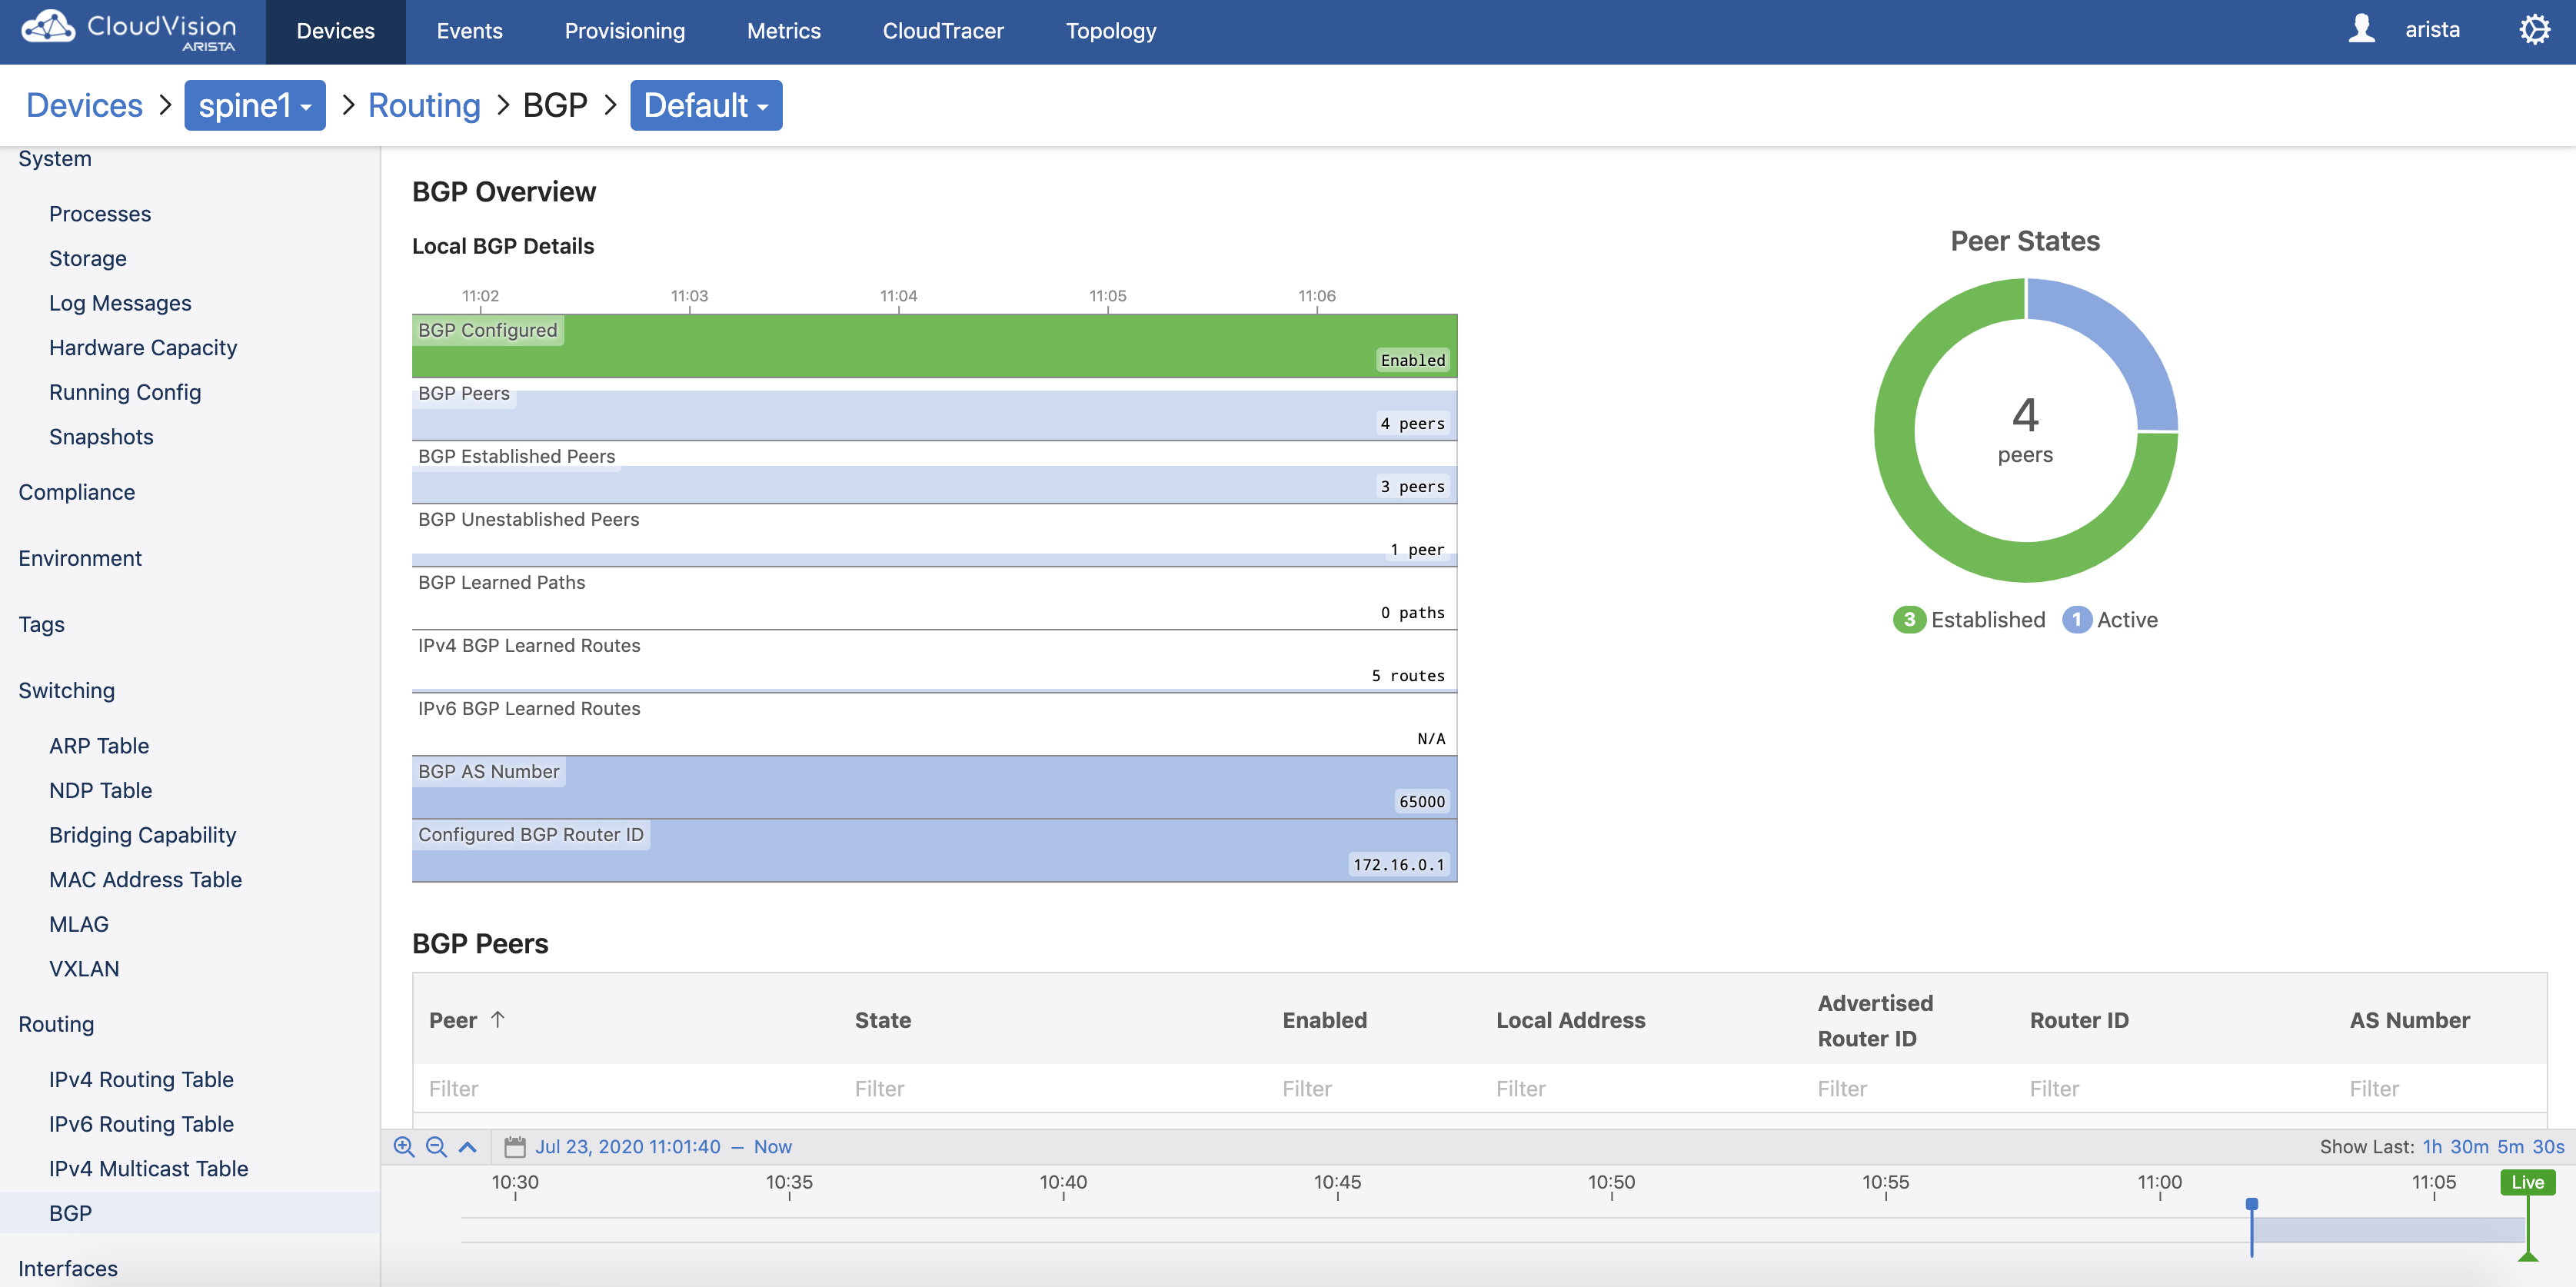 CloudVision
ARISTA
Devices
Events
Provisioning
Metrics
CloudTracer
Topology
arista
Devices > spine1 > Routing > BGP > Default
System
Processes
Storage
Log Messages
Hardware Capacity
Running Config
Snapshots
Compliance
Environment
Tags
Switching
ARP Table
NDP Table
Bridging Capability
MAC Address Table
MLAG
VXLAN
Routing
IPv4 Routing Table
IPv6 Routing Table
IPv4 Multicast Table
BGP
Interfaces
BGP Overview
Local BGP Details
11:02 11:03 11:04 11:05 11:06
BGP Configured
Enabled
BGP Peers
4 peers
BGP Established Peers
3 peers
BGP Unestablished Peers
1 peer
BGP Learned Paths
0 paths
IPv4 BGP Learned Routes
5 routes
IPv6 BGP Learned Routes
N/A
BGP AS Number
65000
Configured BGP Router ID
172.16.0.1
Peer States
4
peers
3 Established 1 Active
BGP Peers
Peer ↑
State
Enabled
Local Address
Advertised
Router ID
Router ID
AS Number
Filter Filter Filter Filter Filter Filter Filter
Jul 23, 2020 11:01:40 – Now
Show Last: 1h 30m 5m 30s
10:30 10:35 10:40 10:45 10:50 10:55 11:00 11:05
Live